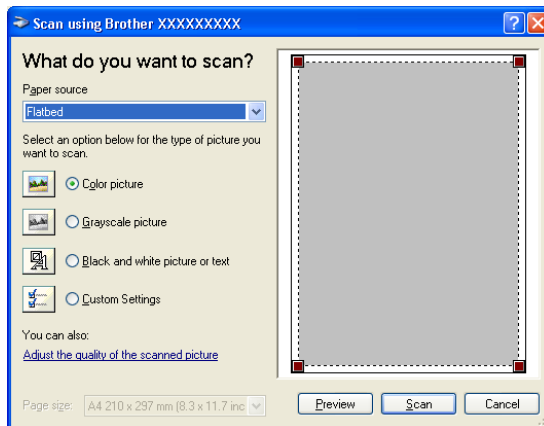 Scan using Brother XXXXXXXXX
What do you want to scan?
Paper source
Flatbed
Select an option below for the type of picture you
want to scan.
Color picture
Grayscale picture
Black and white picture or text
Custom Settings
You can also:
Adjust the quality of the scanned picture
Page size:
A4 210 x 297 mm (8.3 x 11.7 inc
Preview
Scan
Cancel